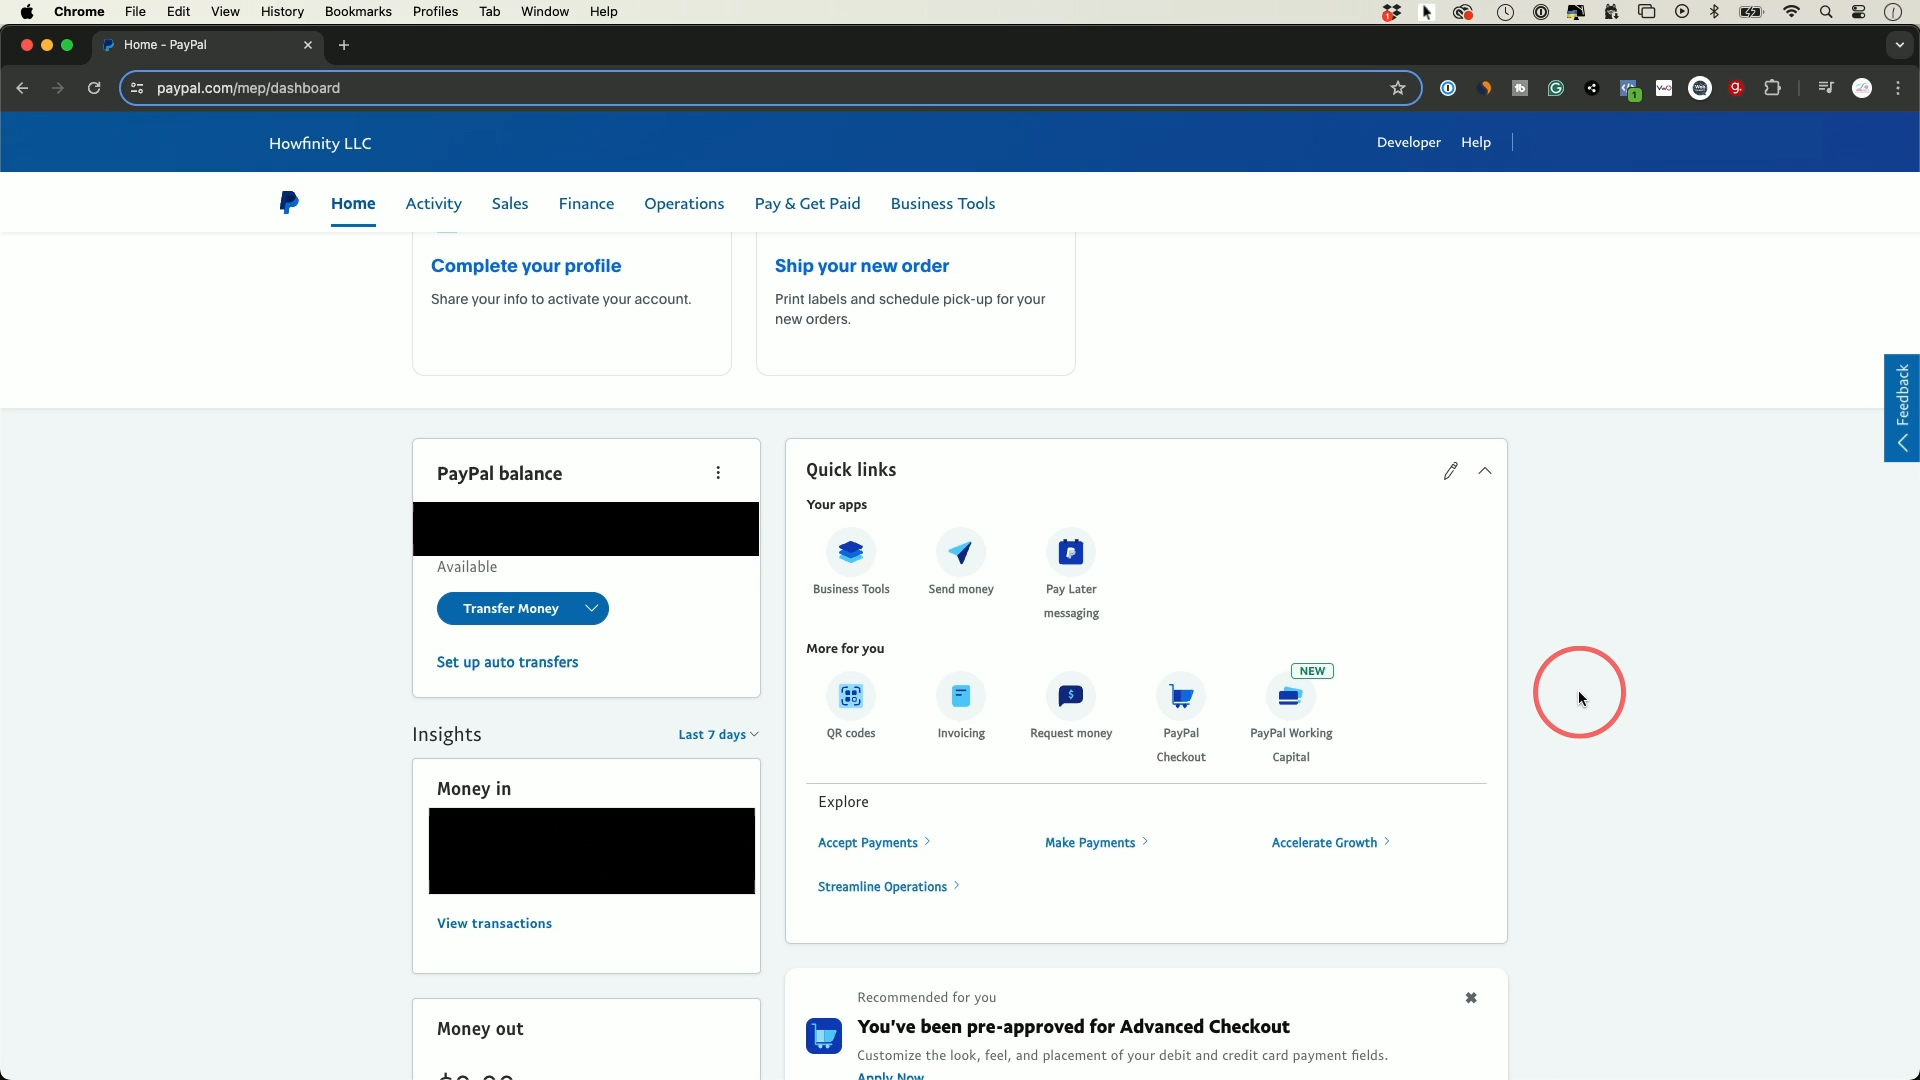 Chrome File Edit View History Bookmarks Profiles Tab Window Help
Home - PayPal
paypal.com/mep/dashboard
Howfinity LLC
Developer Help
Home Activity Sales Finance Operations Pay & Get Paid Business Tools
Complete your profile
Share your info to activate your account.
Ship your new order
Print labels and schedule pick-up for your
new orders.
Feedback
PayPal balance
Available
Transfer Money
Set up auto transfers
Insights
Last 7 days
Money in
View transactions
Money out
Quick links
Your apps
Business Tools
Send money
Pay Later
messaging
More for you
NEW
QR codes
Invoicing
Request money
PayPal
Checkout
PayPal Working
Capital
Explore
Accept Payments
Make Payments
Accelerate Growth
Streamline Operations
Recommended for you
You've been pre-approved for Advanced Checkout
Customize the look, feel, and placement of your debit and credit card payment fields.
Apply Now